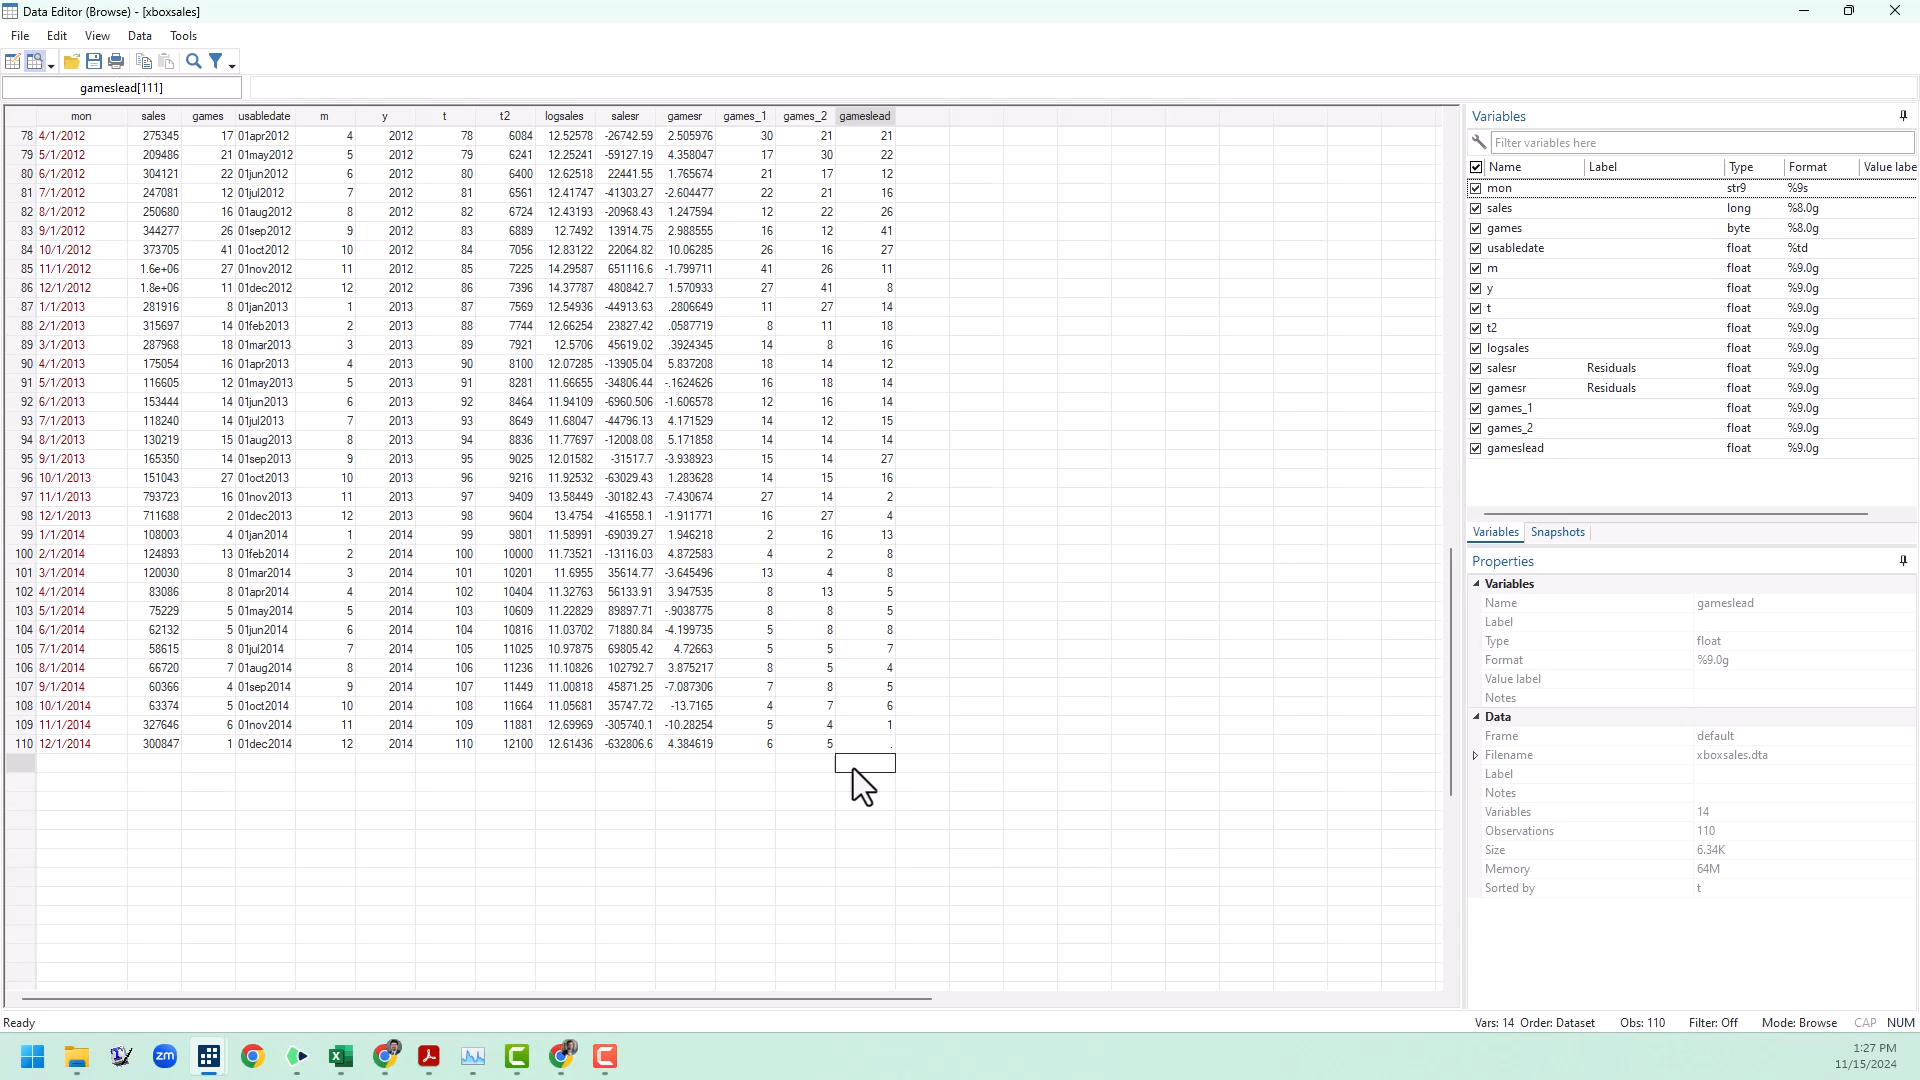 Data Editor (Browse) - [xboxsales]
File Edit View Data Tools
gameslead[111]
mon sales games usabledate m y t t2 logsales salesr gamesr games_1 games_2 gameslead
78 4/1/2012 275345 17 01apr2012 4 2012 78 6084 12.52578 -26742.59 2.505976 30 21 21
79 5/1/2012 209486 21 01may2012 5 2012 79 6241 12.25241 -59127.19 4.358047 17 30 22
80 6/1/2012 304121 22 01jun2012 6 2012 80 6400 12.62518 22441.55 1.765674 21 17 12
81 7/1/2012 247081 12 01jul2012 7 2012 81 6561 12.41747 -41303.27 -2.604477 22 21 16
82 8/1/2012 250680 16 01aug2012 8 2012 82 6724 12.43193 -20968.43 1.247594 12 22 26
83 9/1/2012 344277 26 01sep2012 9 2012 83 6889 12.7492 13914.75 2.988555 16 12 41
84 10/1/2012 373705 41 01oct2012 10 2012 84 7056 12.83122 22064.82 10.06285 26 16 27
85 11/1/2012 1.6e+06 27 01nov2012 11 2012 85 7225 14.29587 651116.6 -1.799711 41 26 11
86 12/1/2012 1.8e+06 11 01dec2012 12 2012 86 7396 14.37787 480842.7 1.570933 27 41 8
87 1/1/2013 281916 8 01jan2013 1 2013 87 7569 12.54936 -44913.63 .2806649 11 27 14
88 2/1/2013 315697 14 01feb2013 2 2013 88 7744 12.66254 23827.42 .0587719 8 11 18
89 3/1/2013 287968 18 01mar2013 3 2013 89 7921 12.5706 45619.02 .3924345 14 8 16
90 4/1/2013 175054 16 01apr2013 4 2013 90 8100 12.07285 -13905.04 5.837208 18 14 12
91 5/1/2013 116605 12 01may2013 5 2013 91 8281 11.66655 -34806.44 -.1624626 16 18 14
92 6/1/2013 153444 14 01jun2013 6 2013 92 8464 11.94109 -6960.506 -1.606578 12 16 14
93 7/1/2013 118240 14 01jul2013 7 2013 93 8649 11.68047 -44796.13 4.171529 14 12 15
94 8/1/2013 130219 15 01aug2013 8 2013 94 8836 11.77697 -12008.08 5.171858 14 14 14
95 9/1/2013 165350 14 01sep2013 9 2013 95 9025 12.01582 -31517.7 -3.938923 15 14 27
96 10/1/2013 151043 27 01oct2013 10 2013 96 9216 11.92532 -63029.43 1.283628 14 15 16
97 11/1/2013 793723 16 01nov2013 11 2013 97 9409 13.58449 -30182.43 -7.430674 27 14 2
98 12/1/2013 711688 2 01dec2013 12 2013 98 9604 13.4754 -416558.1 -1.911771 16 27 4
99 1/1/2014 108003 4 01jan2014 1 2014 99 9801 11.58991 -69039.27 1.946218 2 16 13
100 2/1/2014 124893 13 01feb2014 2 2014 100 10000 11.73521 -13116.03 4.872583 4 2 8
101 3/1/2014 120030 8 01mar2014 3 2014 101 10201 11.6955 35614.77 -3.645496 13 4 8
102 4/1/2014 83086 8 01apr2014 4 2014 102 10404 11.32763 56133.91 3.947535 8 13 5
103 5/1/2014 75229 5 01may2014 5 2014 103 10609 11.22829 89897.71 -.9038775 8 8 5
104 6/1/2014 62132 5 01jun2014 6 2014 104 10816 11.03702 71880.84 -4.199735 5 8 8
105 7/1/2014 58615 8 01jul2014 7 2014 105 11025 10.97875 69805.42 4.72663 5 5 7
106 8/1/2014 66720 7 01aug2014 8 2014 106 11236 11.10826 102792.7 3.875217 8 5 4
107 9/1/2014 60366 4 01sep2014 9 2014 107 11449 11.00818 45871.25 -7.087306 7 8 5
108 10/1/2014 63374 5 01oct2014 10 2014 108 11664 11.05681 35747.72 -13.7165 4 7 6
109 11/1/2014 327646 6 01nov2014 11 2014 109 11881 12.69969 -305740.1 -10.28254 5 4 1
110 12/1/2014 300847 1 01dec2014 12 2014 110 12100 12.61436 -632806.6 4.384619 6 5 .
Variables
Filter variables here
Name Label Type Format Value labe
mon str9 %9s
sales long %8.0g
games byte %8.0g
usabledate float %td
m float %9.0g
y float %9.0g
t float %9.0g
t2 float %9.0g
logsales float %9.0g
salesr Residuals float %9.0g
gamesr Residuals float %9.0g
games_1 float %9.0g
games_2 float %9.0g
gameslead float %9.0g
Variables Snapshots
Properties
Variables
Name gameslead
Label
Type float
Format %9.0g
Value label
Notes
Data
Frame default
Filename xboxsales.dta
Label
Notes
Variables 14
Observations 110
Size 6.34K
Memory 64M
Sorted by t
Ready
Vars: 14 Order: Dataset Obs: 110 Filter: Off Mode: Browse CAP NUM
zm
1:27 PM
11/15/2024